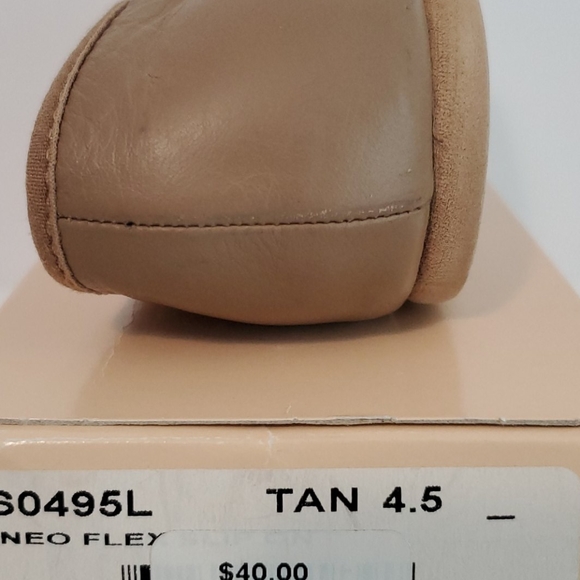 S0495L TAN 4.5 _
NEO FLEX
$40.00